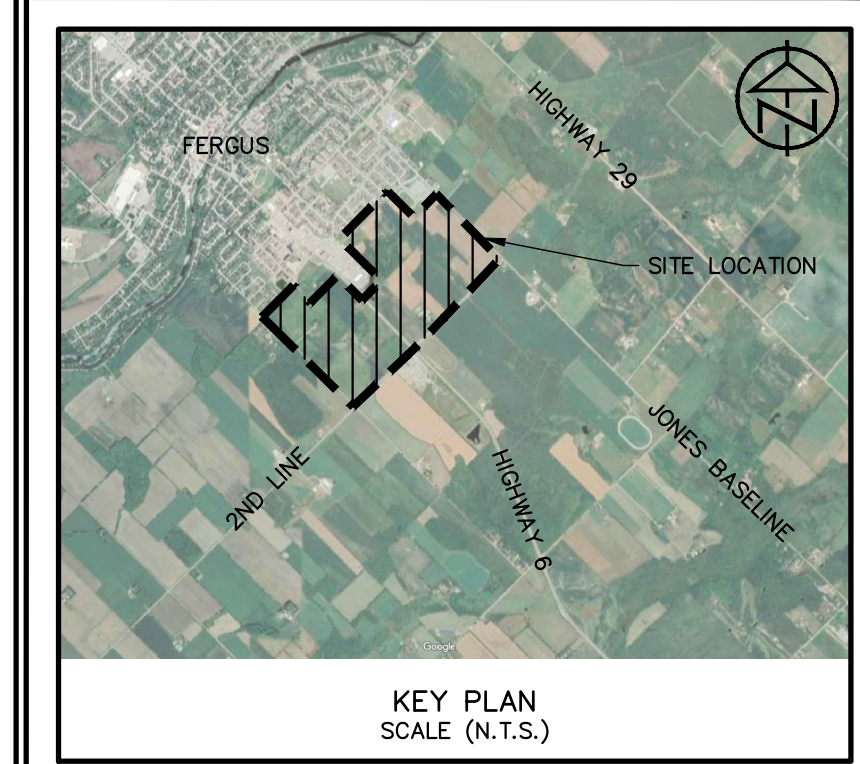 HIGHWAY 29
N
FERGUS
SITE LOCATION
JONES BASELINE
2ND LINE
HIGHWAY 6
Google
KEY PLAN
SCALE (N.T.S.)